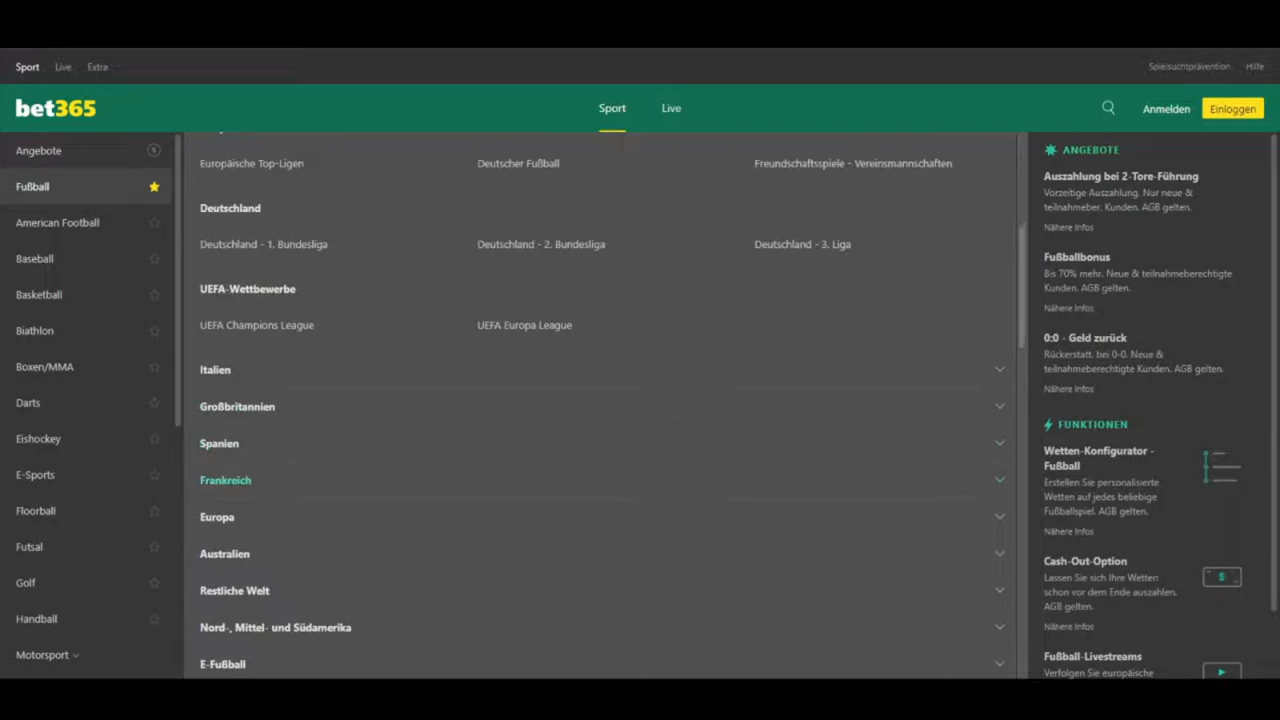 Sport Live Extra
Spielsuchtprävention Hilfe
bet365
Sport Live
Anmelden Einloggen
Angebote
Fußball
American Football
Baseball
Basketball
Biathlon
Boxen/MMA
Darts
Eishockey
E-Sports
Floorball
Futsal
Golf
Handball
Motorsport
Europäische Top-Ligen Deutscher Fußball Freundschaftsspiele - Vereinsmannschaften
Deutschland
Deutschland - 1. Bundesliga Deutschland - 2. Bundesliga Deutschland - 3. Liga
UEFA-Wettbewerbe
UEFA Champions League UEFA Europa League
Italien
Großbritannien
Spanien
Frankreich
Europa
Australien
Restliche Welt
Nord-, Mittel- und Südamerika
E-Fußball
ANGEBOTE
Auszahlung bei 2-Tore-Führung
Vorzeitige Auszahlung. Nur neue &
teilnahmeber. Kunden. AGB gelten.
Nähere Infos
Fußballbonus
Bis 70% mehr. Neue & teilnahmeberechtigte
Kunden. AGB gelten.
Nähere Infos
0:0 - Geld zurück
Rückerstatt. bei 0-0. Neue &
teilnahmeberechtigte Kunden. AGB gelten.
Nähere Infos
FUNKTIONEN
Wetten-Konfigurator -
Fußball
Erstellen Sie personalisierte
Wetten auf jedes beliebige
Fußballspiel. AGB gelten.
Nähere Infos
Cash-Out-Option
Lassen Sie sich Ihre Wetten
schon vor dem Ende auszahlen.
AGB gelten.
Nähere Infos
Fußball-Livestreams
Verfolgen Sie europäische